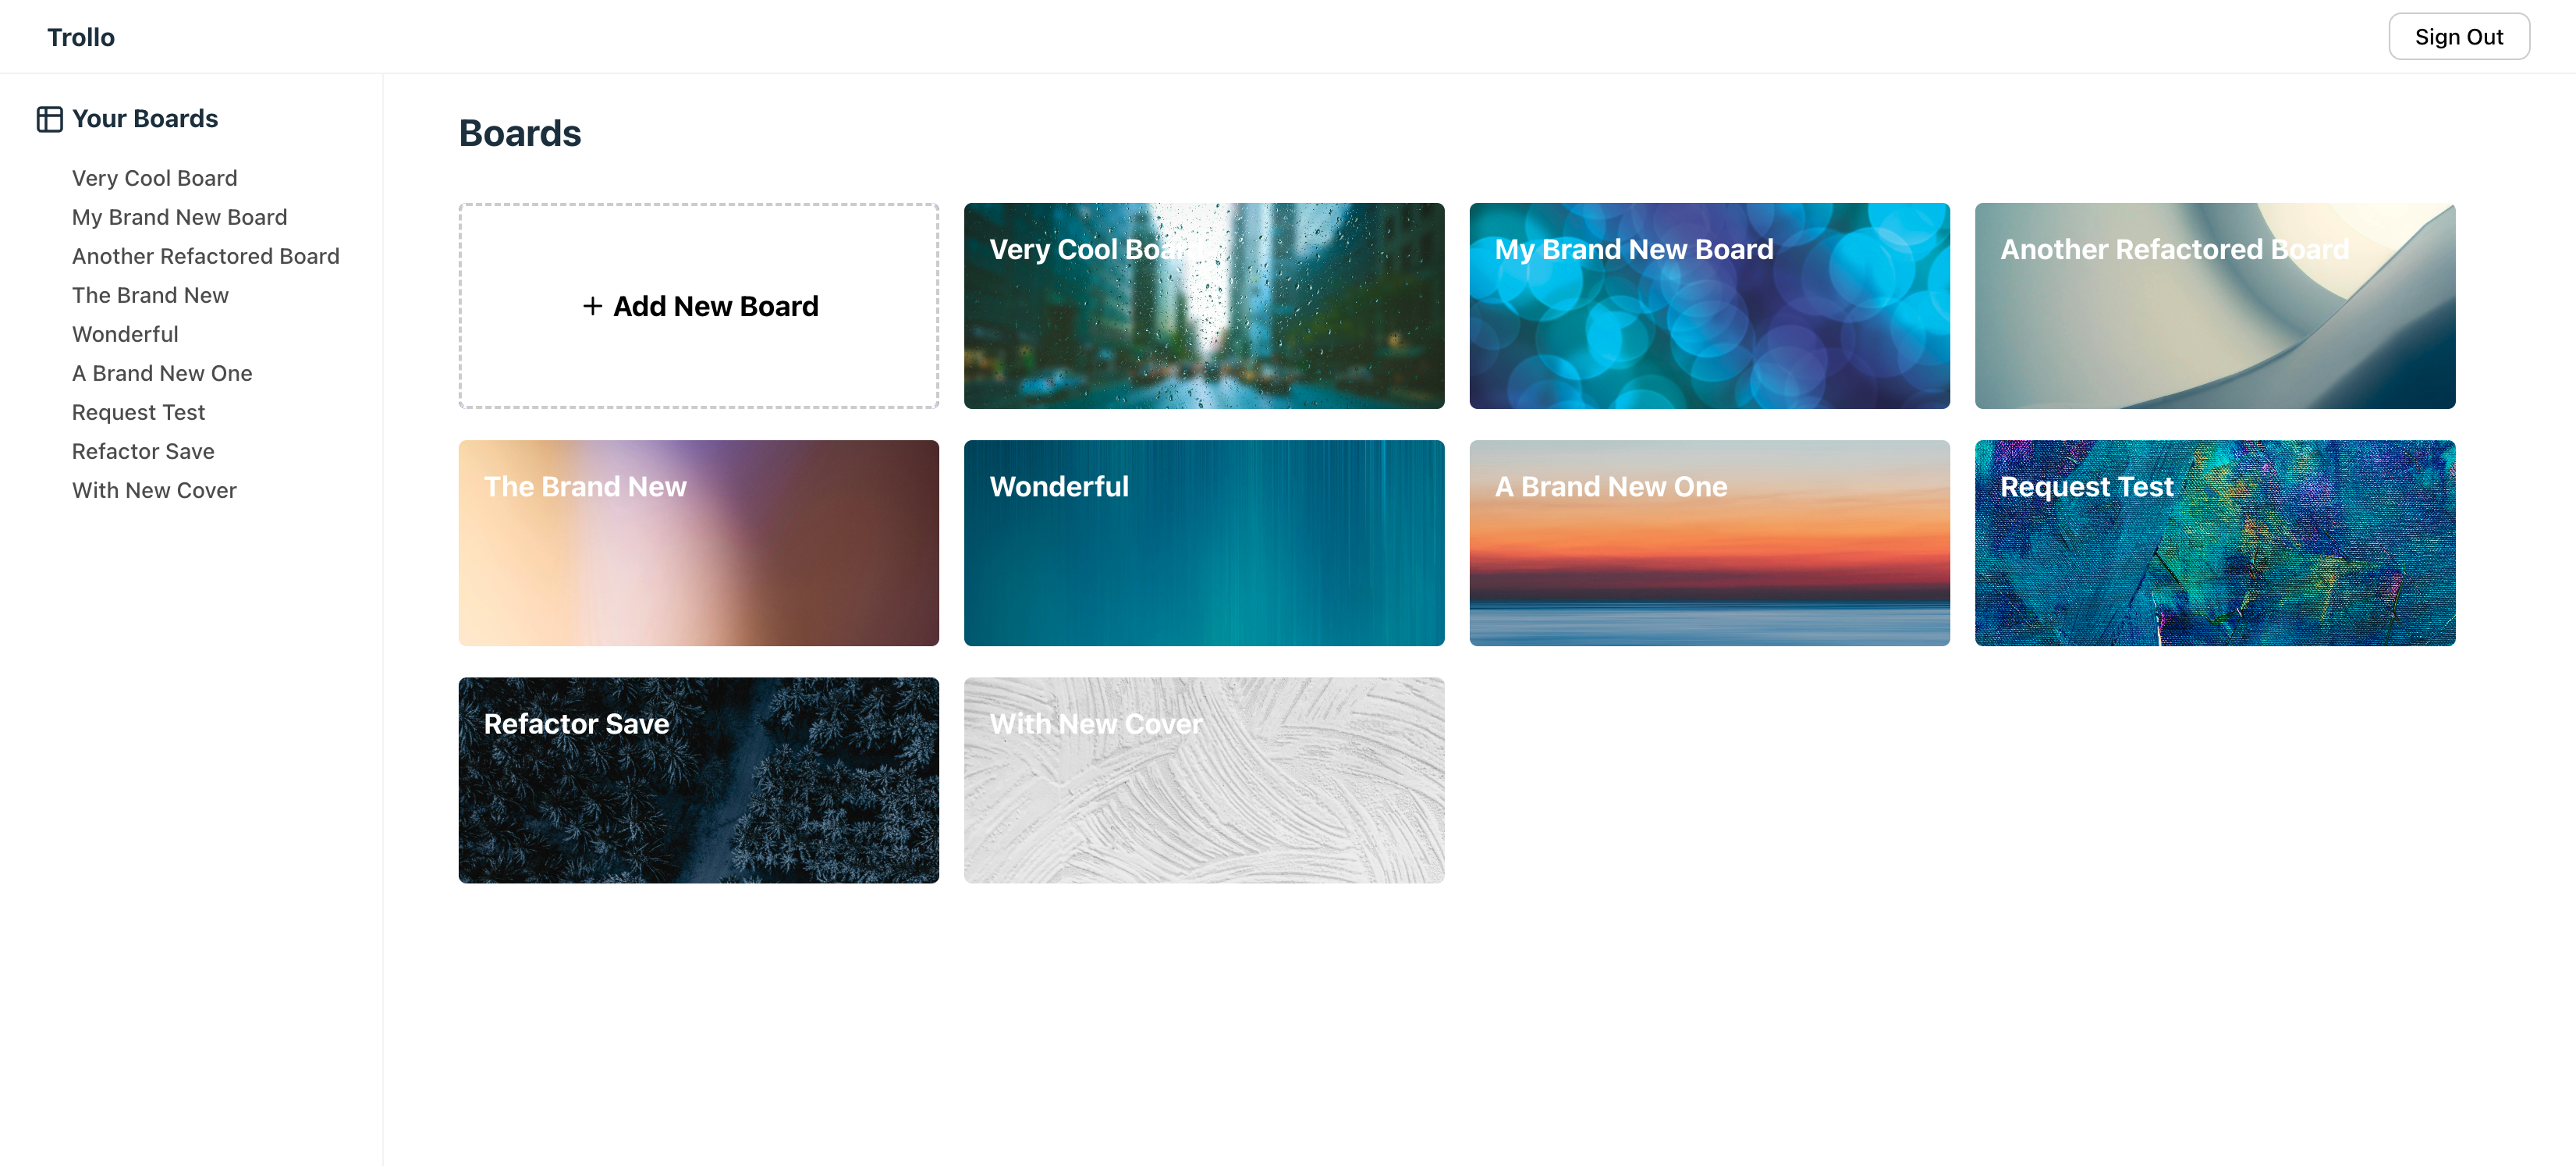 Trollo
Sign Out
Your Boards
Very Cool Board
My Brand New Board
Another Refactored Board
The Brand New
Wonderful
A Brand New One
Request Test
Refactor Save
With New Cover
Boards
+ Add New Board
Very Cool Board
My Brand New Board
Another Refactored Board
The Brand New
Wonderful
A Brand New One
Request Test
Refactor Save
With New Cover